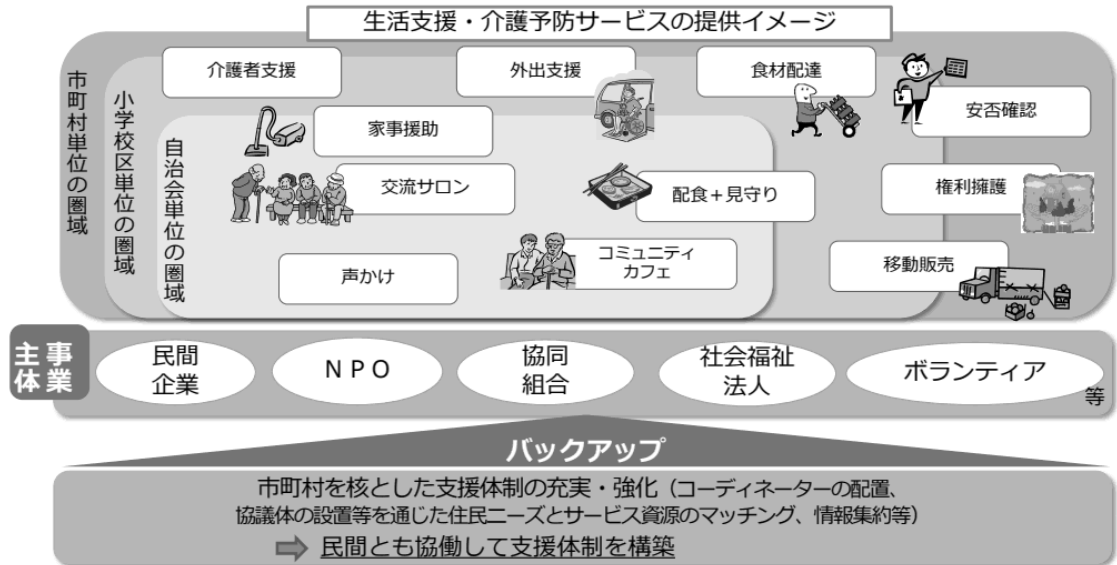 生活支援・介護予防サービスの提供イメージ
市町村単位の圏域
小学校区単位の圏域
自治会単位の圏域
介護者支援
外出支援
食材配達
安否確認
家事援助
交流サロン
配食+見守り
権利擁護
声かけ
コミュニティ
カフェ
移動販売
事業
主体
民間
企業
NPO
協同
組合
社会福祉
法人
ボランティア
等
バックアップ
市町村を核とした支援体制の充実・強化(コーディネーターの配置、
協議体の設置等を通じた住民ニーズとサービス資源のマッチング、情報集約等)
民間とも協働して支援体制を構築